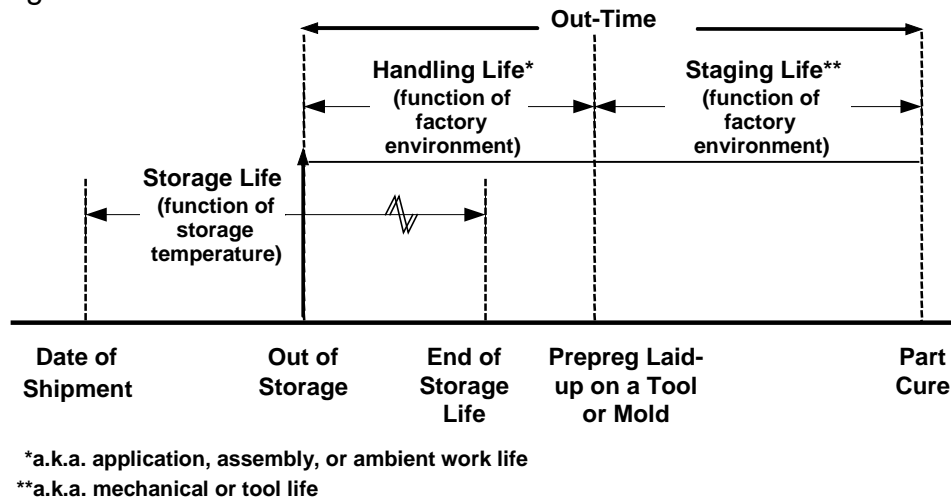 g
Out-Time
Handling Life*
(function of
factory
environment)
Staging Life**
(function of
factory
environment)
Storage Life
(function of
storage
temperature)
Date of
Shipment
Out of
Storage
End of
Storage
Life
Prepreg Laid-
up on a Tool
or Mold
Part
Cure
*a.k.a. application, assembly, or ambient work life
**a.k.a. mechanical or tool life